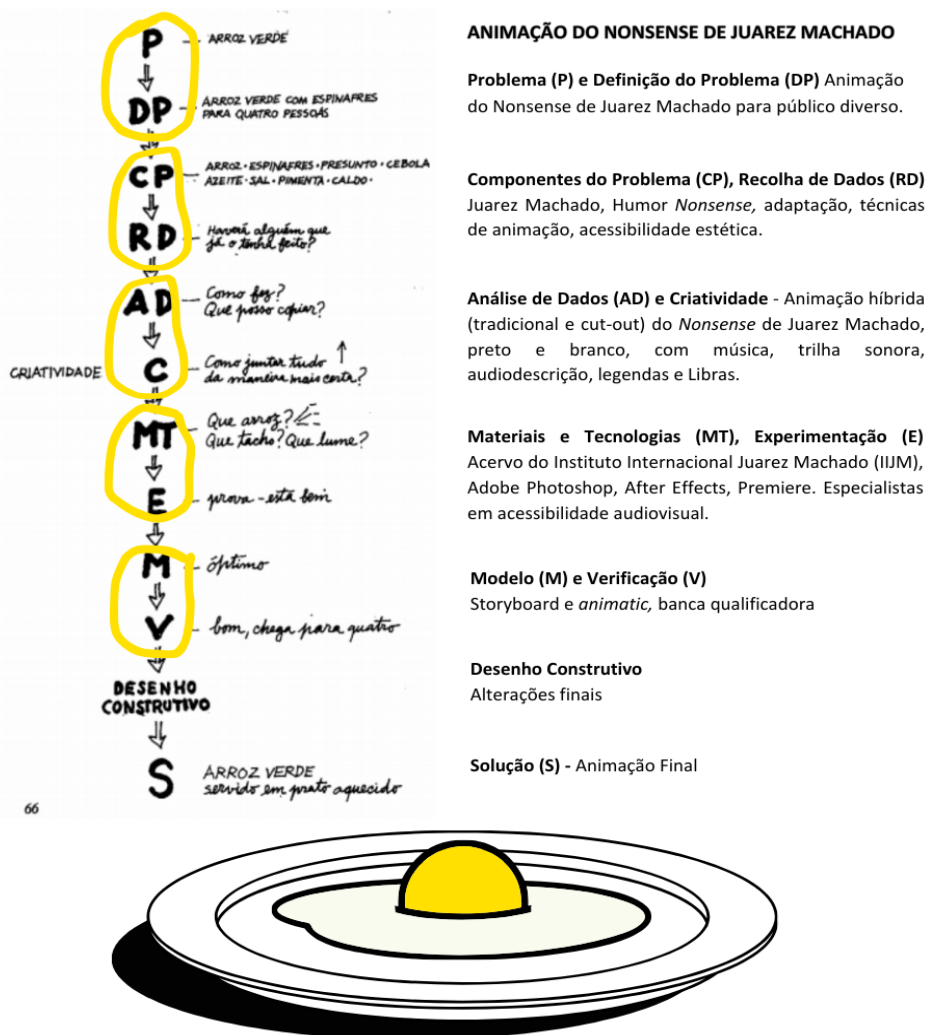 P
ARROZ VERDE
DP
ARROZ VERDE COM ESPINAFRES
PARA QUATRO PESSOAS
CP
ARROZ · ESPINAFRES · PRESUNTO · CEBOLA
AZEITE · SAL · PIMENTA · CALDO ·
RD
Haverá alguém que
já o tenha feito?
AD
Como fez?
Que posso copiar?
CRIATIVIDADE
C
Como juntar tudo
da maneira mais certa?
MT
Que arroz?
Que tacho? Que lume?
E
prova - está bem
M
óptimo
V
bom, chega para quatro
DESENHO
CONSTRUTIVO
S
ARROZ VERDE
servido em prato aquecido
66
ANIMAÇÃO DO NONSENSE DE JUAREZ MACHADO
Problema (P) e Definição do Problema (DP) Animação
do Nonsense de Juarez Machado para público diverso.
Componentes do Problema (CP), Recolha de Dados (RD)
Juarez Machado, Humor Nonsense, adaptação, técnicas
de animação, acessibilidade estética.
Análise de Dados (AD) e Criatividade - Animação híbrida
(tradicional e cut-out) do Nonsense de Juarez Machado,
preto e branco, com música, trilha sonora,
audiodescrição, legendas e Libras.
Materiais e Tecnologias (MT), Experimentação (E)
Acervo do Instituto Internacional Juarez Machado (IIJM),
Adobe Photoshop, After Effects, Premiere. Especialistas
em acessibilidade audiovisual.
Modelo (M) e Verificação (V)
Storyboard e animatic, banca qualificadora
Desenho Construtivo
Alterações finais
Solução (S) - Animação Final